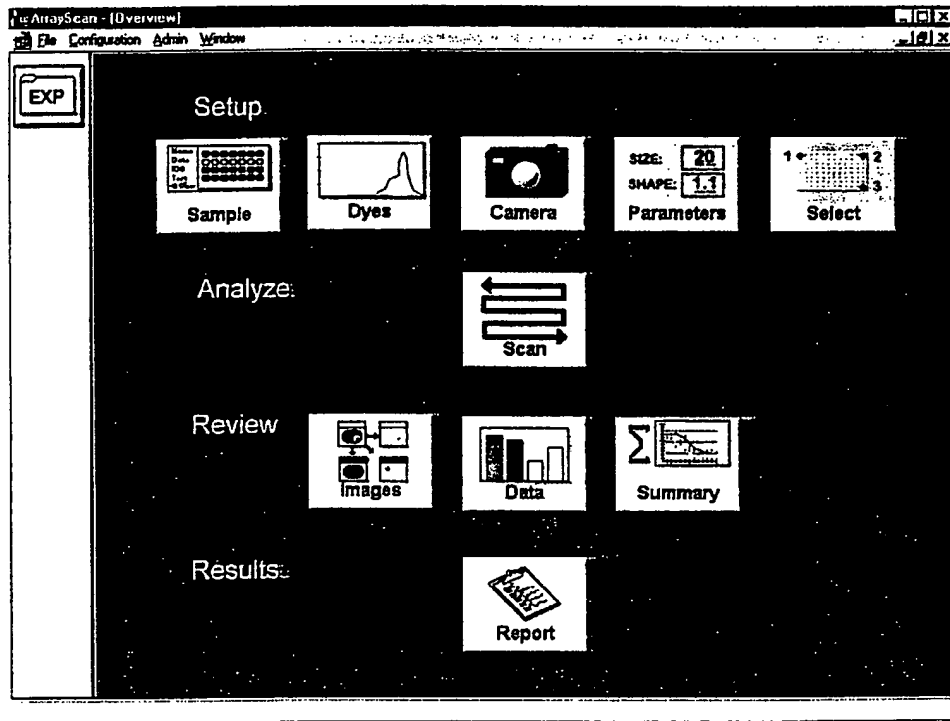 ArrayScan - [Overview]
File Configuration Admin Window
EXP
Setup
Sample
Dyes
Camera
SIZE: 20
SHAPE: 1.1
Parameters
1 2
3
Select
Analyze
Scan
Review
Images
Data
Σ
Summary
Results
Report